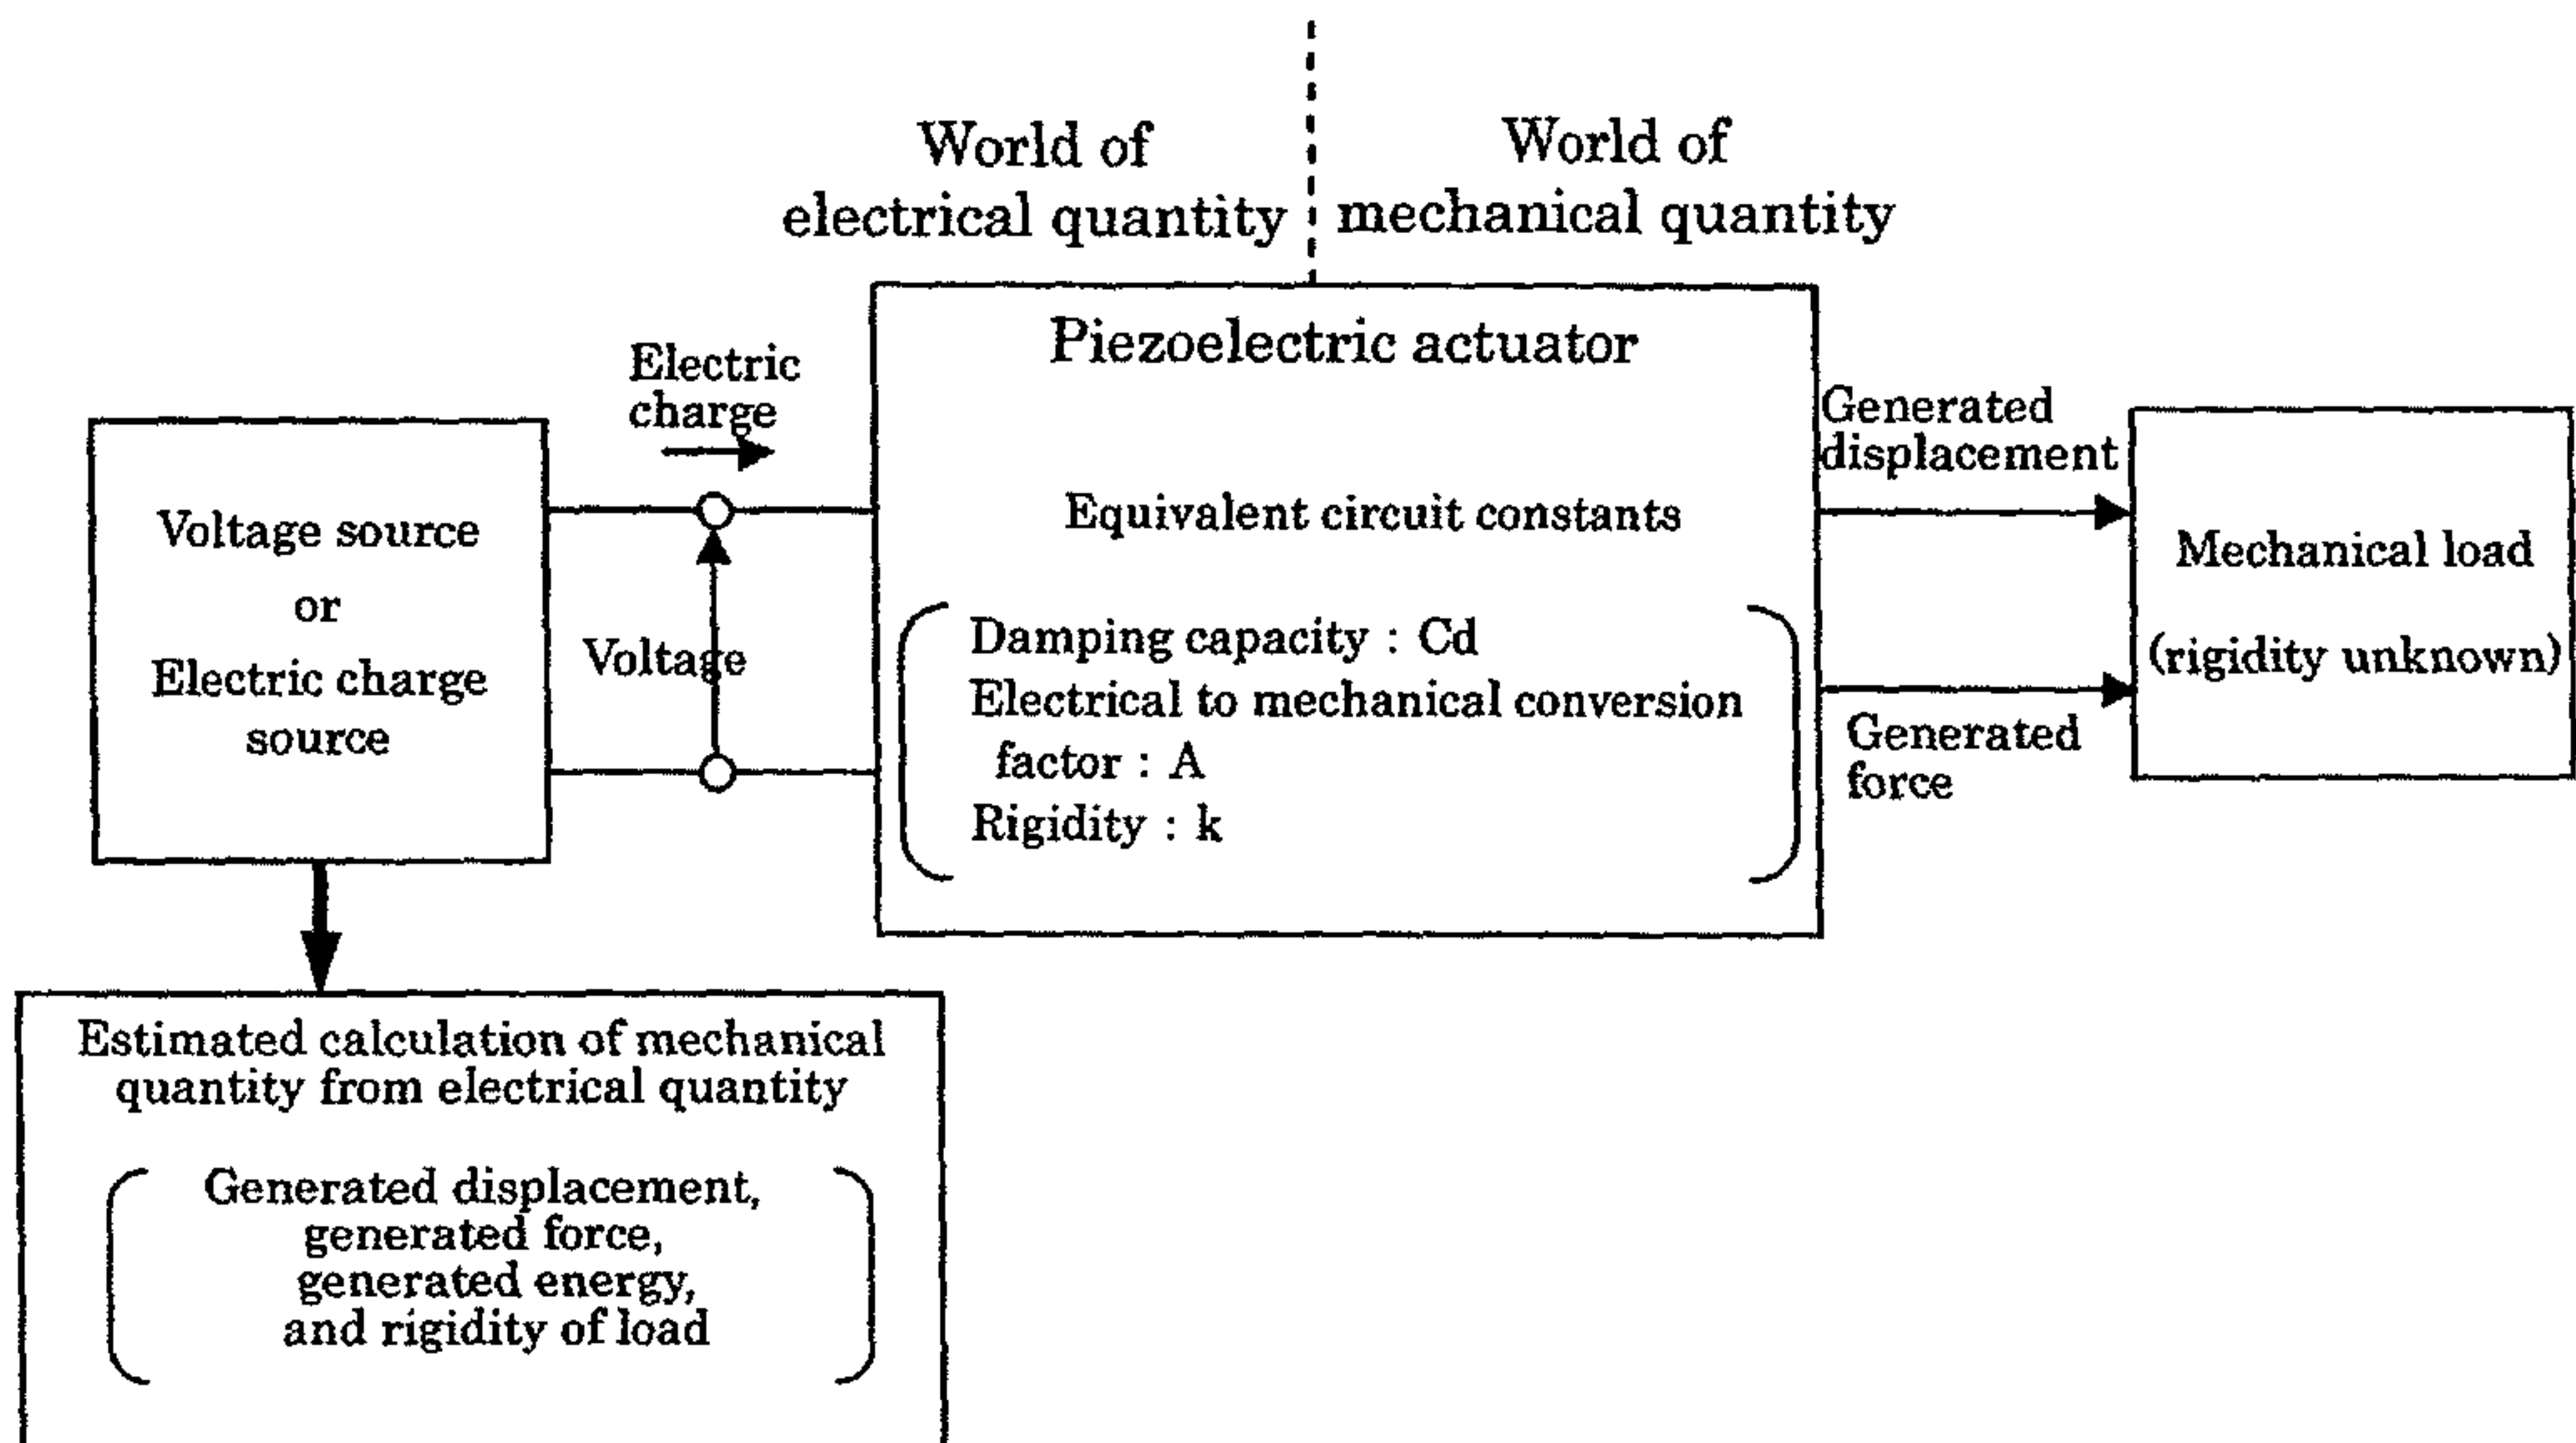 World of
electrical quantity
World of
mechanical quantity
Piezoelectric actuator
Electric
charge
Voltage source
or
Electric charge
source
Voltage
Equivalent circuit constants
Damping capacity : Cd
Electrical to mechanical conversion
factor : A
Rigidity : k
Generated
displacement
Generated
force
Mechanical load
(rigidity unknown)
Estimated calculation of mechanical
quantity from electrical quantity
Generated displacement,
generated force,
generated energy,
and rigidity of load